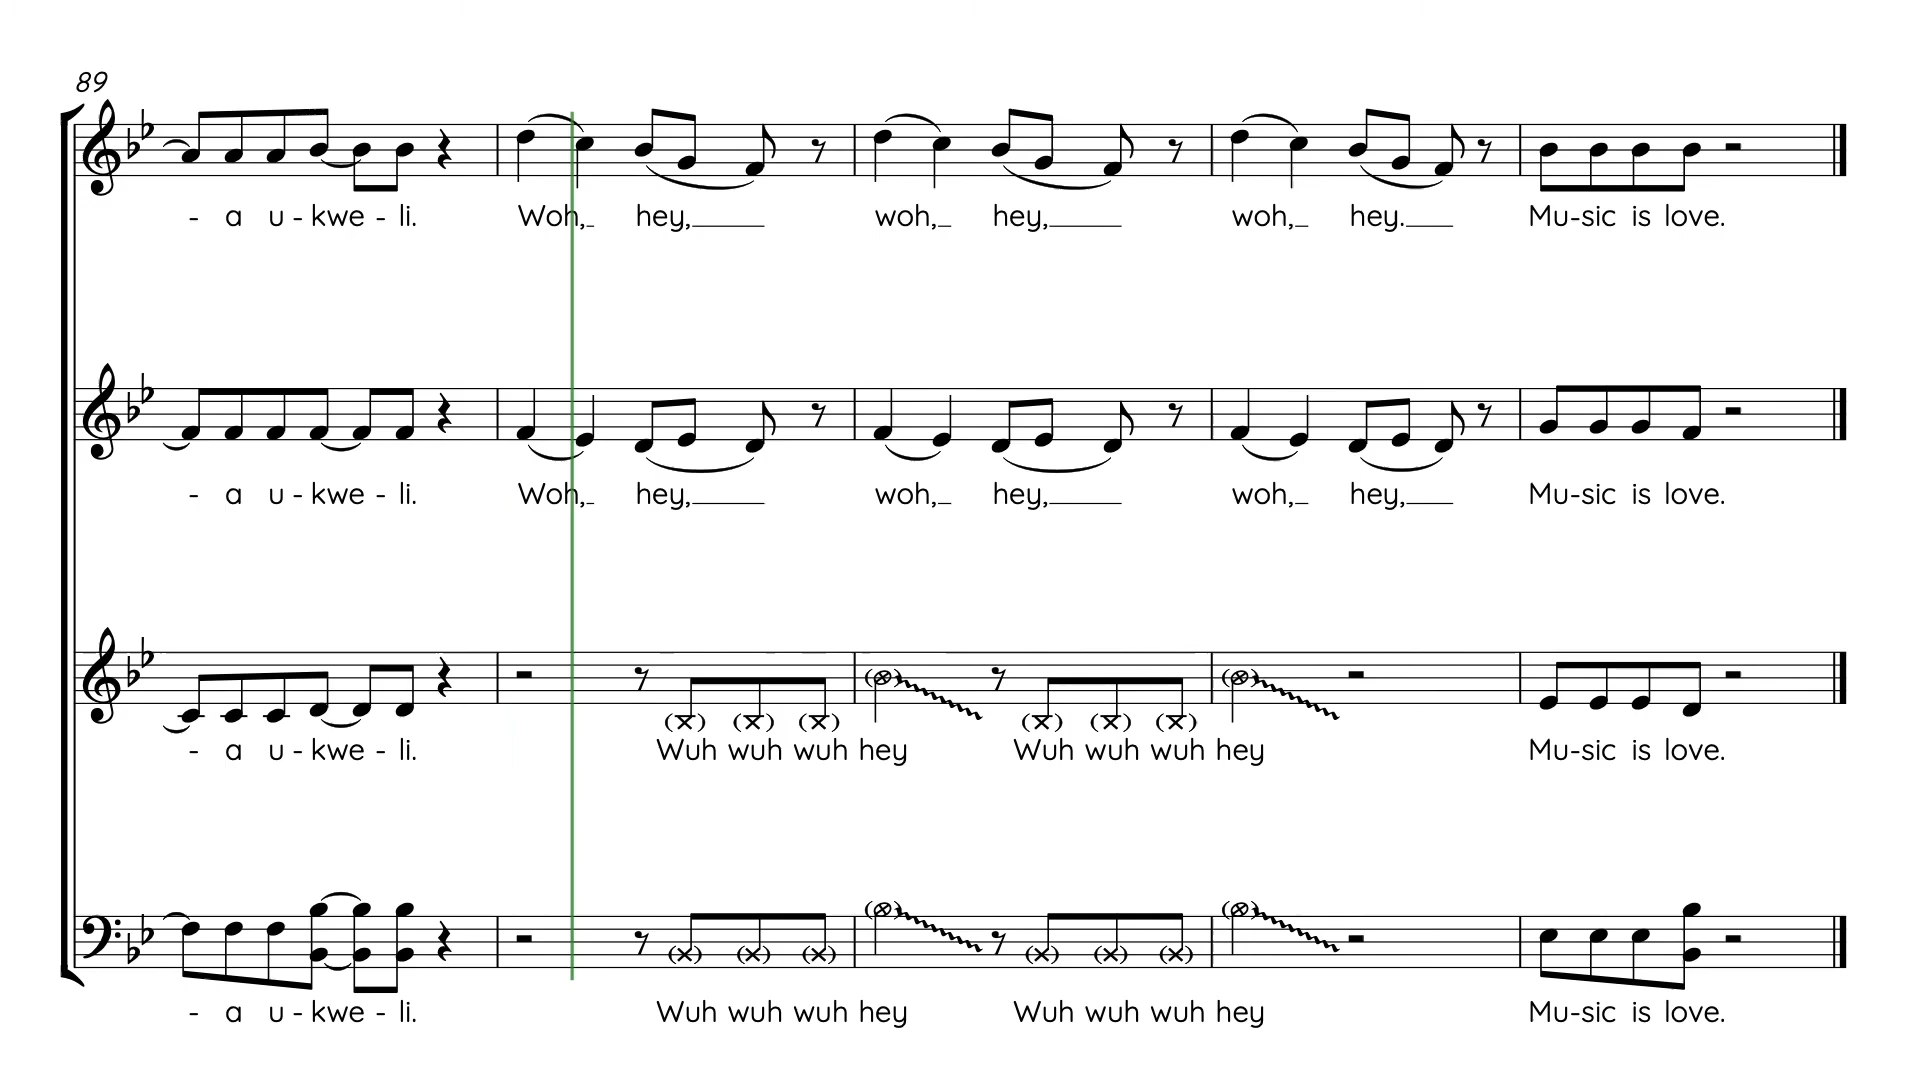 89
- a u - kwe - li. Woh, hey, woh, hey, woh, hey. Mu-sic is love.
- a u - kwe - li. Woh, hey, woh, hey, woh, hey, Mu-sic is love.
- a u - kwe - li. Wuh wuh wuh hey Wuh wuh wuh hey Mu-sic is love.
- a u - kwe - li. Wuh wuh wuh hey Wuh wuh wuh hey Mu-sic is love.